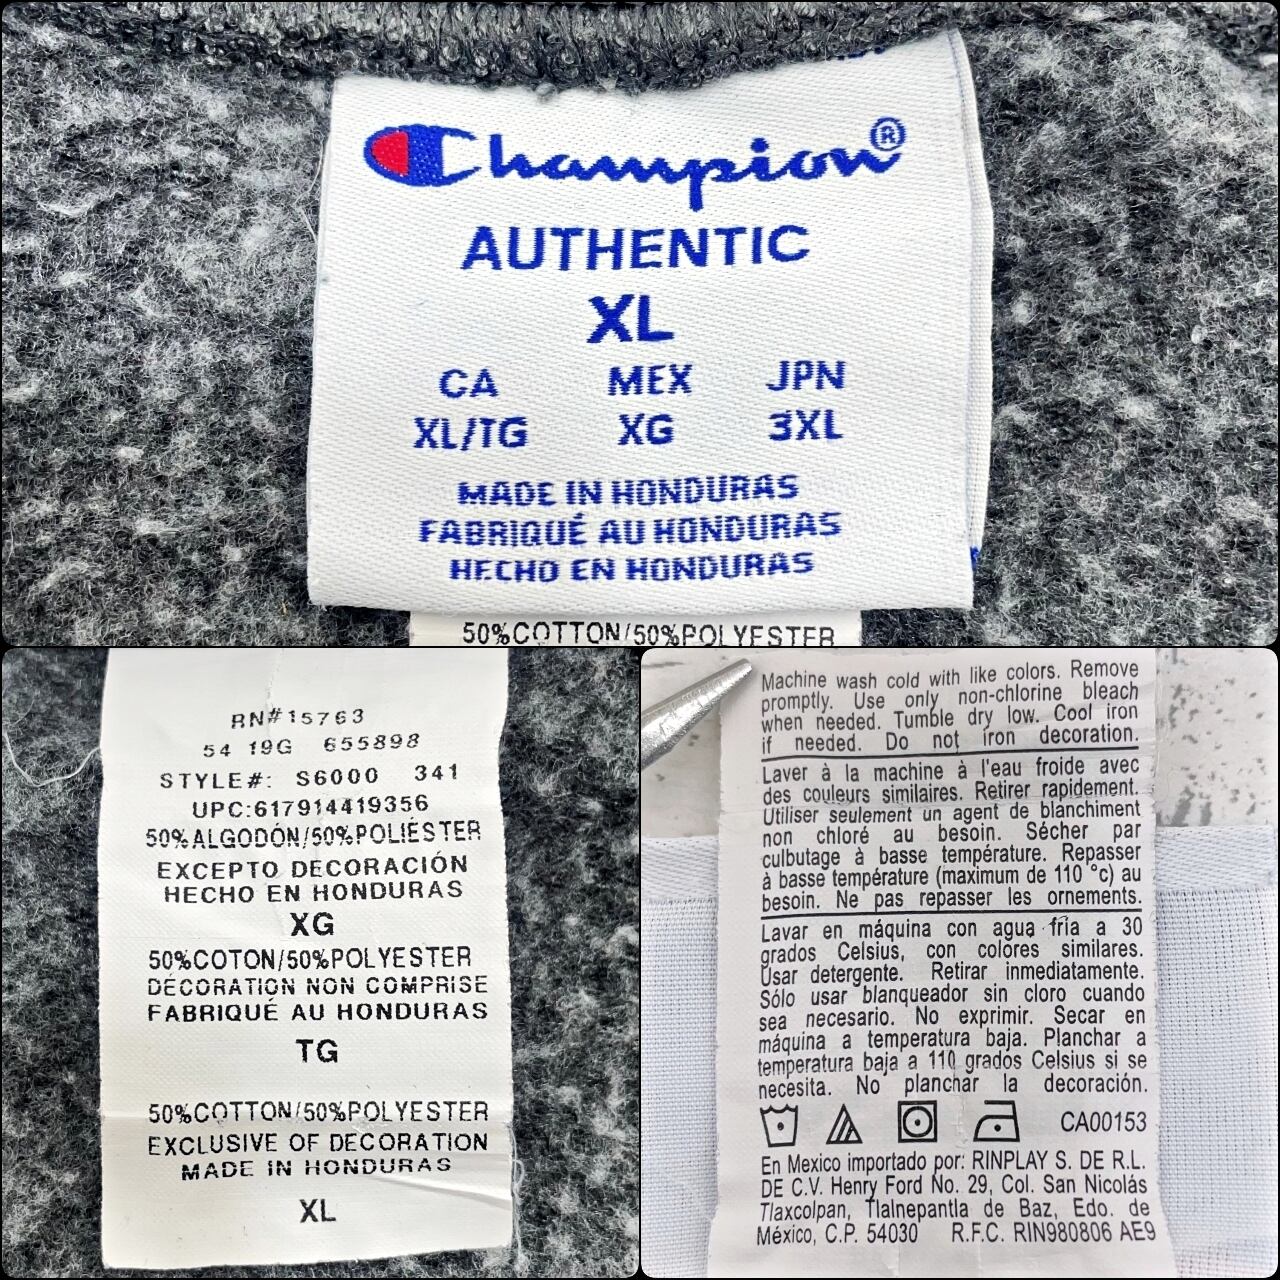 Champion®
AUTHENTIC
XL
CA MEX JPN
XL/TG XG 3XL
MADE IN HONDURAS
FABRIQUÉ AU HONDURAS
HECHO EN HONDURAS
50%COTTON/50%POLYESTER
RN#15763
54 19G 655898
STYLE#: S6000 341
UPC:617914419356
50%ALGODÓN/50%POLIÉSTER
EXCEPTO DECORACIÓN
HECHO EN HONDURAS
XG
50%COTON/50%POLYESTER
DÉCORATION NON COMPRISE
FABRIQUÉ AU HONDURAS
TG
50%COTTON/50%POLYESTER
EXCLUSIVE OF DECORATION
MADE IN HONDURAS
XL
Machine wash cold with like colors. Remove
promptly. Use only non-chlorine bleach
when needed. Tumble dry low. Cool iron
if needed. Do not iron decoration.
Laver à la machine à l'eau froide avec
des couleurs similaires. Retirer rapidement.
Utiliser seulement un agent de blanchiment
non chloré au besoin. Sécher par
culbutage à basse température. Repasser
à basse température (maximum de 110 °c) au
besoin. Ne pas repasser les ornements.
Lavar en máquina con agua fría a 30
grados Celsius, con colores similares.
Usar detergente. Retirar inmediatamente.
Sólo usar blanqueador sin cloro cuando
sea necesario. No exprimir. Secar en
máquina a temperatura baja. Planchar a
temperatura baja a 110 grados Celsius si se
necesita. No planchar la decoración.
CA00153
En Mexico importado por: RINPLAY S. DE R.L.
DE C.V. Henry Ford No. 29, Col. San Nicolás
Tlaxcolpan, Tlalnepantla de Baz, Edo. de
México, C.P. 54030 R.F.C. RIN980806 AE9